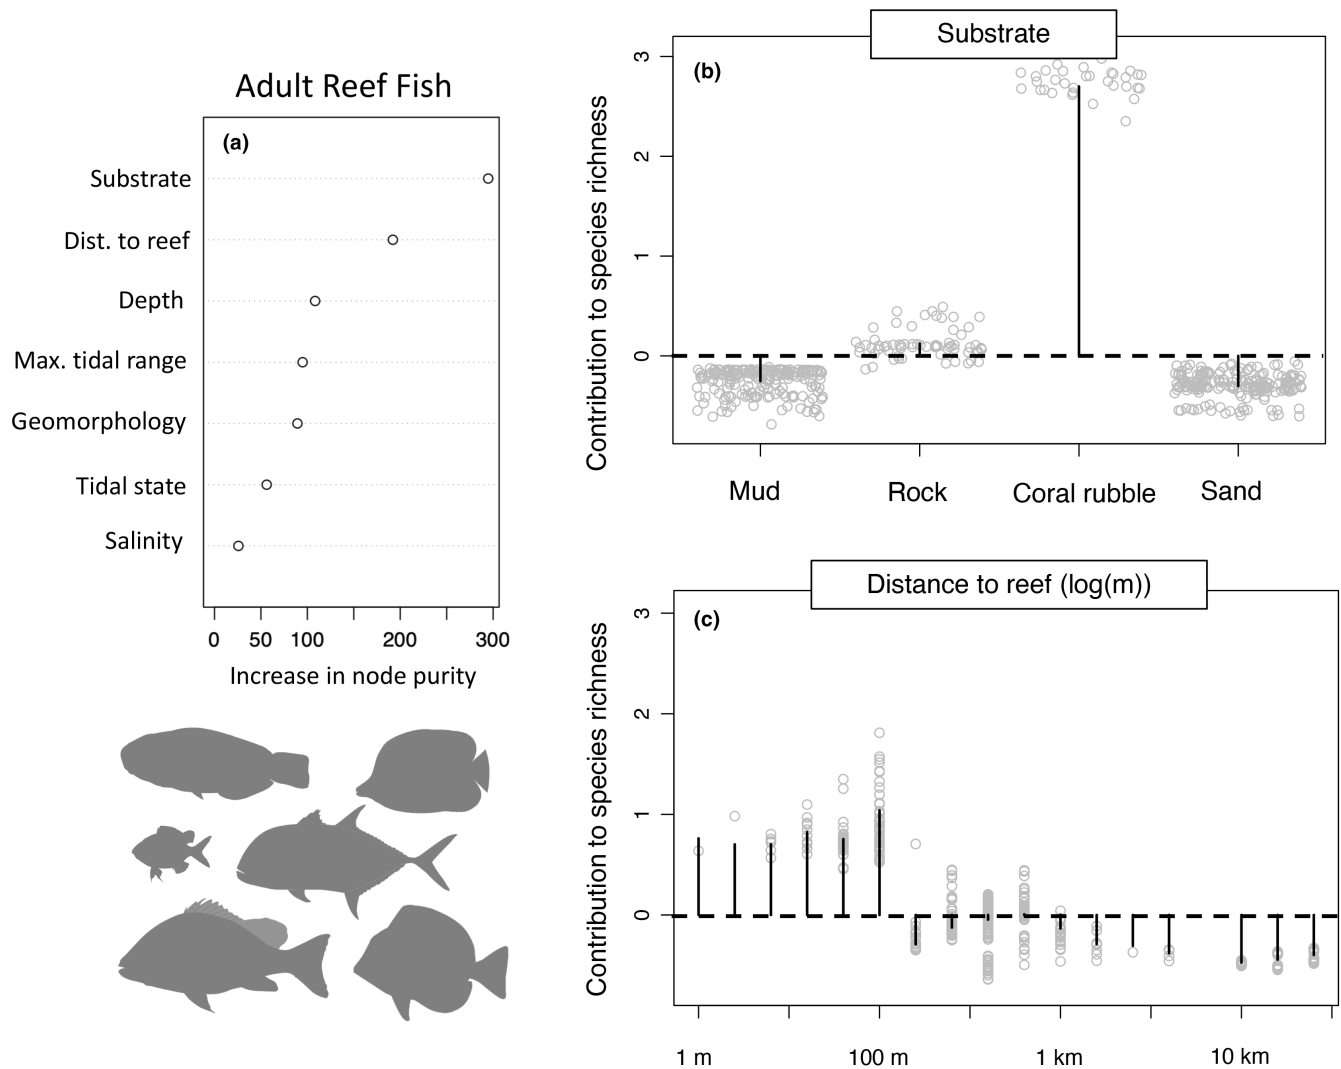 Adult Reef Fish
(a)
Substrate
Dist. to reef
Depth
Max. tidal range
Geomorphology
Tidal state
Salinity
0 50 100 200 300
Increase in node purity
Substrate
(b)
Contribution to species richness
3
2
1
0
Mud Rock Coral rubble Sand
Distance to reef (log(m))
(c)
Contribution to species richness
3
2
1
0
1 m 100 m 1 km 10 km